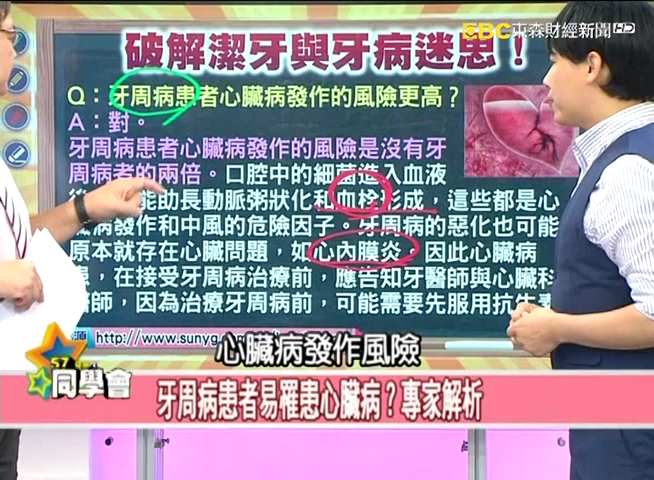 EBC 東森財經新聞 HD
破解潔牙與牙病迷思！
Q：牙周病患者心臟病發作的風險更高？
A：對。
牙周病患者心臟病發作的風險是沒有牙
周病者的兩倍。口腔中的細菌進入血液
後 能助長動脈粥狀化和血栓形成，這些都是心
臟病發作和中風的危險因子。牙周病的惡化也可能
原本就存在心臟問題，如心內膜炎，因此心臟病
患，在接受牙周病治療前，應告知牙醫師與心臟科
醫師，因為治療牙周病前，可能需要先服用抗生素
源 http://www.sunyg
心臟病發作風險
57
同學會
牙周病患者易罹患心臟病？專家解析